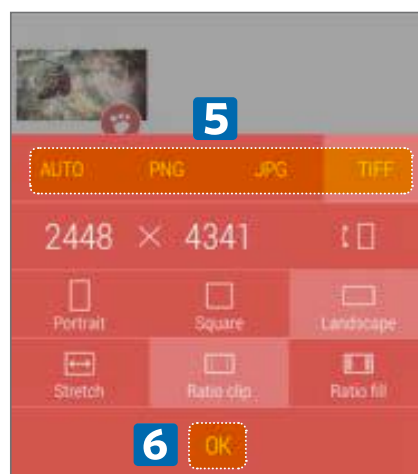 5
AUTO PNG JPG TIFF
2448 × 4341
Portrait Square Landscape
Stretch Ratio clip Ratio fill
6 OK